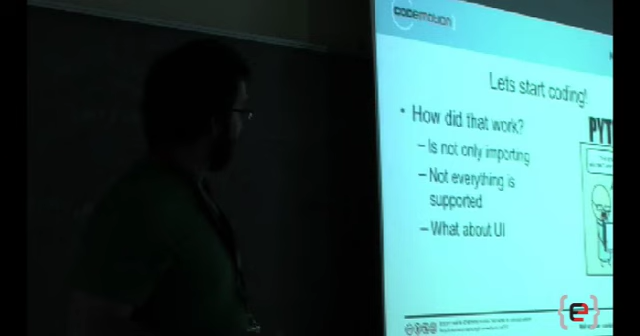 CODEMOTION
Lets start coding!
• How did that work?
– Is not only importing
– Not everything is
supported
– What about UI
PYT
{e}